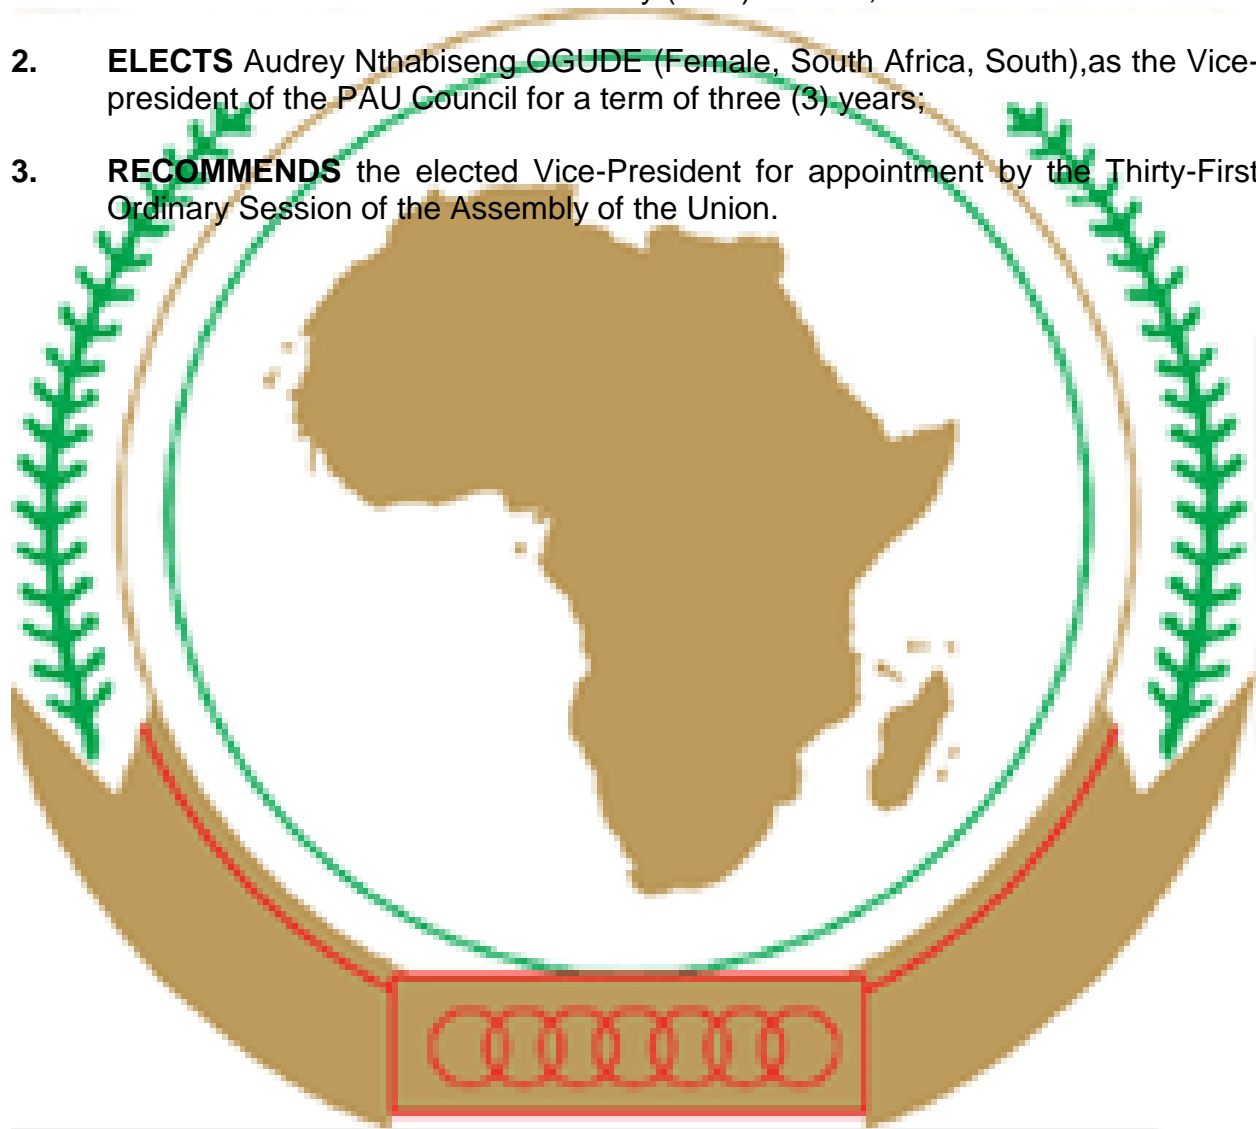 2. ELECTS Audrey Nthabiseng OGUDE (Female, South Africa, South),as the Vice-
president of the PAU Council for a term of three (3) years;
3. RECOMMENDS the elected Vice-President for appointment by the Thirty-First
Ordinary Session of the Assembly of the Union.